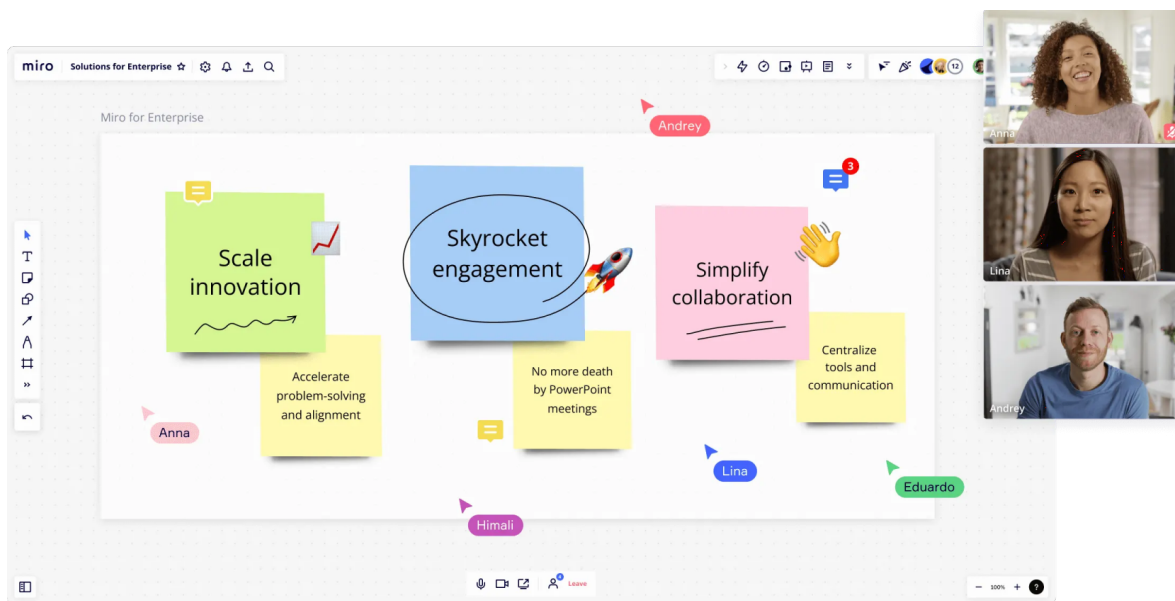 miro
Solutions for Enterprise
12
Miro for Enterprise
Andrey
3
Scale
innovation
Skyrocket
engagement
Simplify
collaboration
Accelerate
problem-solving
and alignment
No more death
by PowerPoint
meetings
Centralize
tools and
communication
Anna
Lina
Eduardo
Himali
Anna
Lina
Andrey
Leave
100%
?